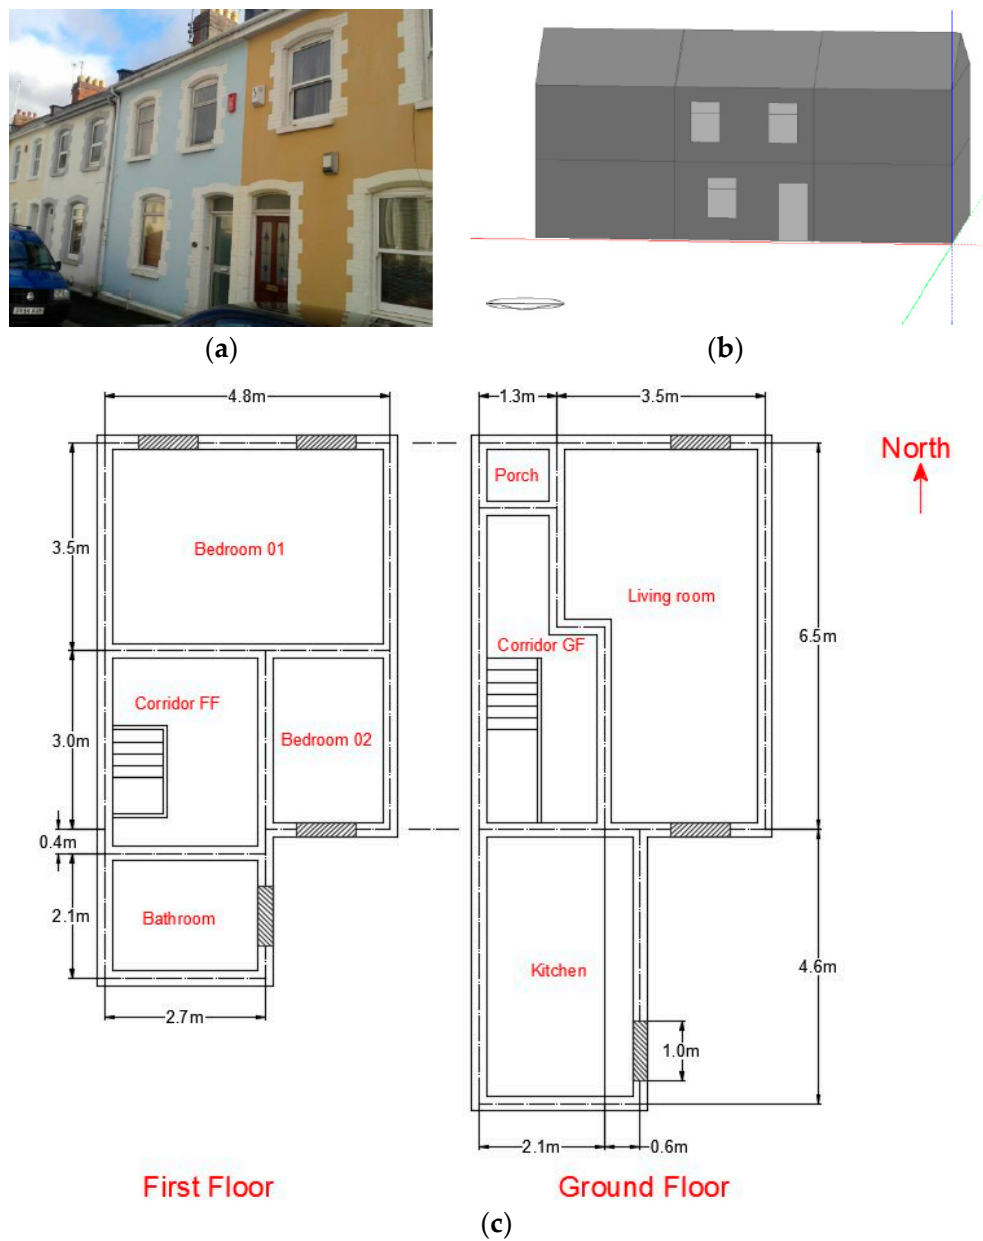 (a)
(b)
4.8m
1.3m
3.5m
North
Porch
3.5m
Bedroom 01
Living room
6.5m
Corridor GF
Corridor FF
3.0m
Bedroom 02
0.4m
2.1m
Bathroom
Kitchen
4.6m
2.7m
1.0m
2.1m
0.6m
First Floor
Ground Floor
(c)